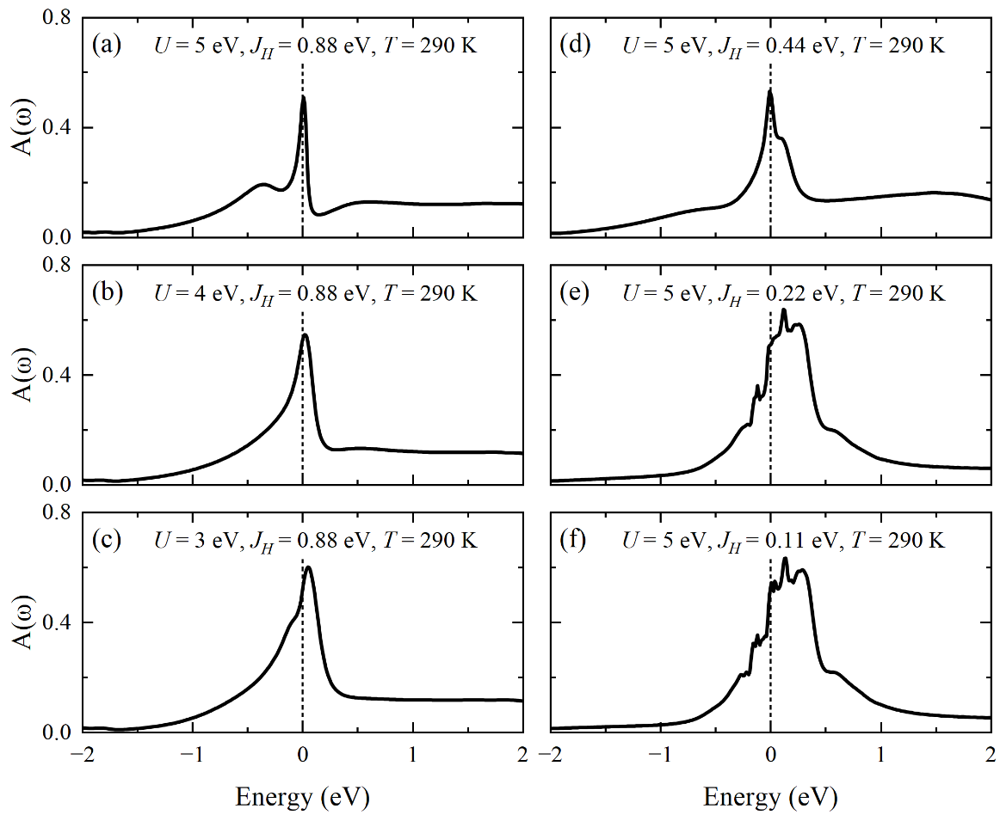 (a) U = 5 eV, J_H = 0.88 eV, T = 290 K
0.8
0.4
0.0
A(ω)
(d) U = 5 eV, J_H = 0.44 eV, T = 290 K
(b) U = 4 eV, J_H = 0.88 eV, T = 290 K
0.8
0.4
0.0
A(ω)
(e) U = 5 eV, J_H = 0.22 eV, T = 290 K
(c) U = 3 eV, J_H = 0.88 eV, T = 290 K
0.8
0.4
0.0
A(ω)
−2 −1 0 1 2
Energy (eV)
(f) U = 5 eV, J_H = 0.11 eV, T = 290 K
−2 −1 0 1 2
Energy (eV)